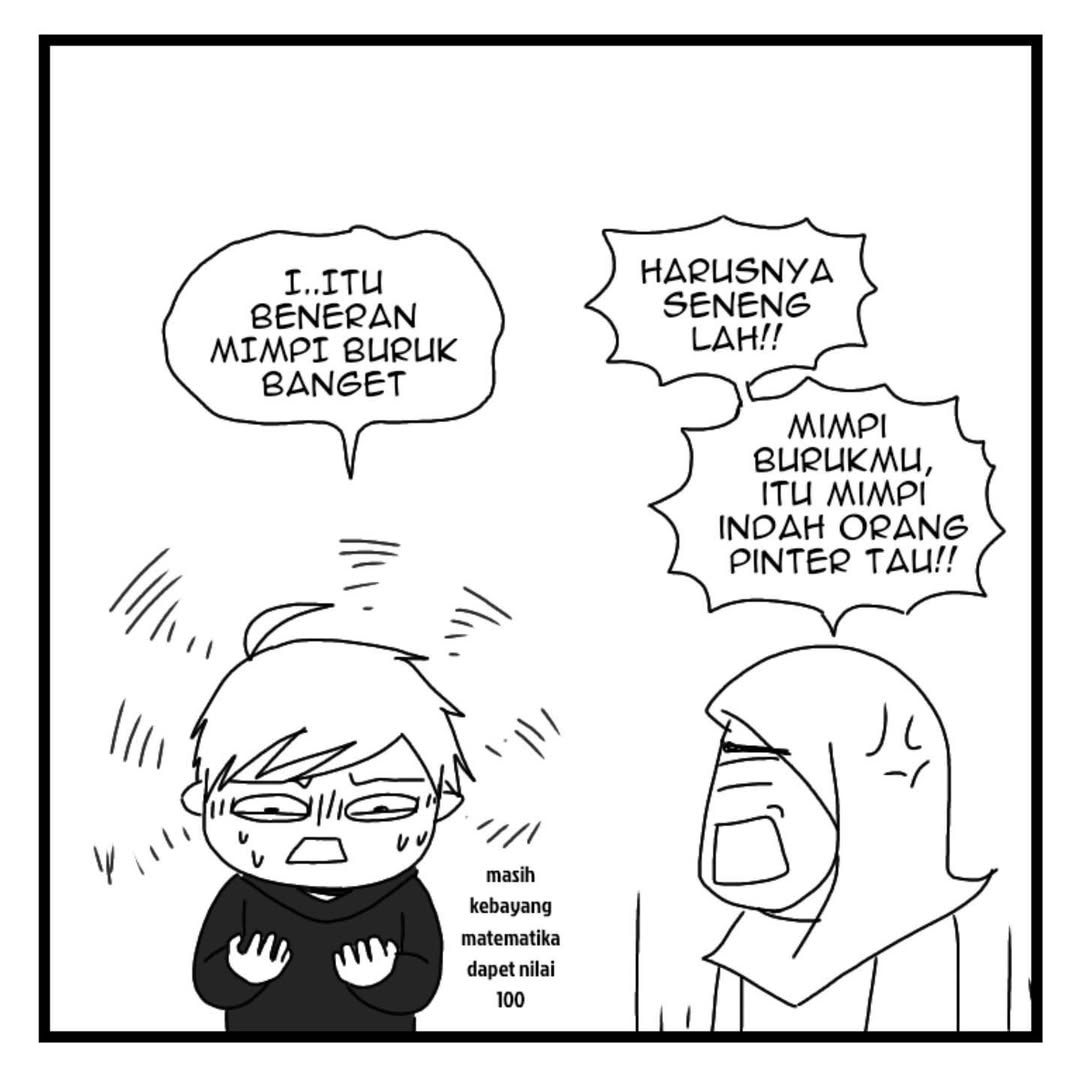 I..ITU
BENERAN
MIMPI BURUK
BANGET
HARUSNYA
SENENG
LAH!!
MIMPI
BURUKMU,
ITU MIMPI
INDAH ORANG
PINTER TAU!!
masih
kebayang
matematika
dapet nilai
100